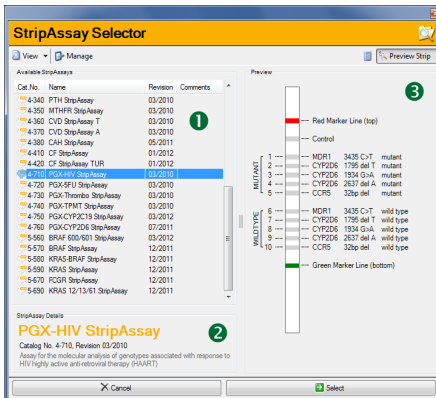 StripAssay Selector
View Manage Preview Strip
Available StripAssays
Cat.No. Name Revision Comments
4-340 PTH StripAssay 03/2010
4-350 MTHFR StripAssay 03/2010
4-360 CVD StripAssay T 03/2010
4-370 CVD StripAssay A 03/2010
4-380 CAH StripAssay 05/2011
4-410 CF StripAssay 01/2012
4-420 CF StripAssay TUR 01/2012
4-710 PGX-HIV StripAssay 03/2010
4-720 PGX-5FU StripAssay 03/2010
4-730 PGX-Thrombo StripAssay 03/2010
4-740 PGX-TPMT StripAssay 03/2010
4-750 PGX-CYP2C19 StripAssay 03/2012
4-760 PGX-CYP2D6 StripAssay 07/2011
5-560 BRAF 600/601 StripAssay 03/2012
5-570 BRAF StripAssay 12/2011
5-580 KRAS-BRAF StripAssay 12/2011
5-590 KRAS StripAssay 12/2011
5-670 FCGR StripAssay 12/2011
5-690 KRAS 12/13/61 StripAssay 12/2011
1
StripAssay Details
PGX-HIV StripAssay
Catalog No. 4-710, Revision 03/2010
Assay for the molecular analysis of genotypes associated with response to
HIV highly active anti-retroviral therapy (HAART)
2
Preview
3
Red Marker Line (top)
Control
MUTANT
1 MDR1 3435 C>T mutant
2 CYP2D6 1795 del T mutant
3 CYP2D6 1934 G>A mutant
4 CYP2D6 2637 del A mutant
5 CCR5 32bp del mutant
WILDTYPE
6 MDR1 3435 C>T wild type
7 CYP2D6 1795 del T wild type
8 CYP2D6 1934 G>A wild type
9 CYP2D6 2637 del A wild type
10 CCR5 32bp del wild type
Green Marker Line (bottom)
Cancel Select